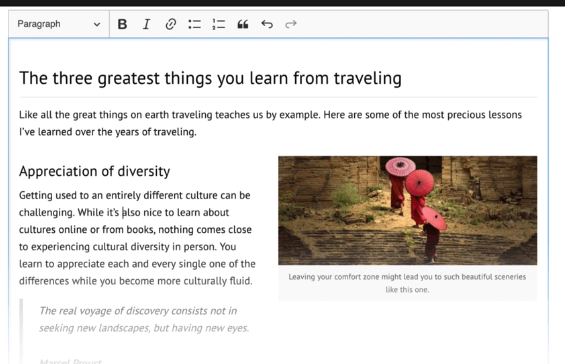 Paragraph
B I
The three greatest things you learn from traveling
Like all the great things on earth traveling teaches us by example. Here are some of the most precious lessons
I've learned over the years of traveling.
Appreciation of diversity
Getting used to an entirely different culture can be
challenging. While it's also nice to learn about
cultures online or from books, nothing comes close
to experiencing cultural diversity in person. You
learn to appreciate each and every single one of the
differences while you become more culturally fluid.
Leaving your comfort zone might lead you to such beautiful sceneries
like this one.
The real voyage of discovery consists not in
seeking new landscapes, but having new eyes.
Marcel Proust